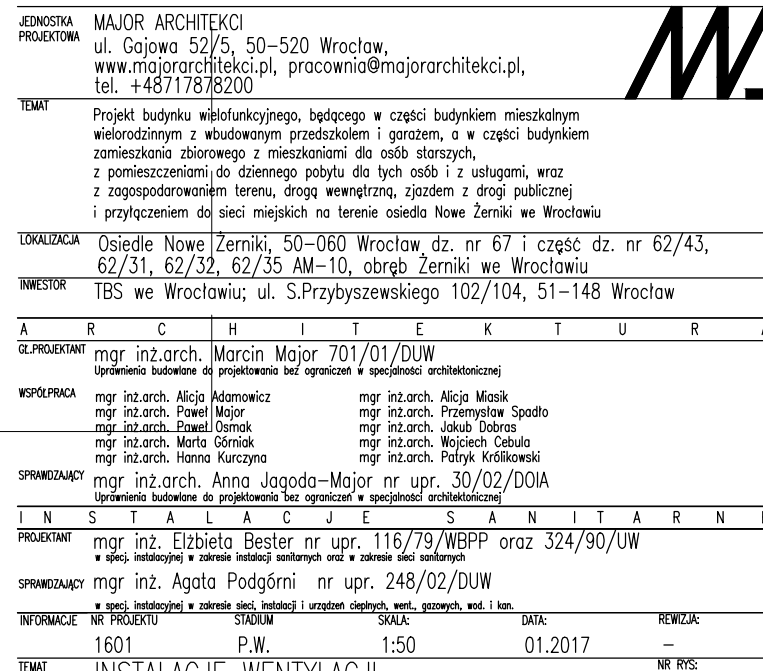 JEDNOSTKA PROJEKTOWA
MAJOR ARCHITEKCI
ul. Gajowa 52/5, 50-520 Wrocław,
www.majorarchitekci.pl, pracownia@majorarchitekci.pl,
tel. +48717878200
TEMAT
Projekt budynku wielofunkcyjnego, będącego w części budynkiem mieszkalnym
wielorodzinnym z wbudowanym przedszkolem i garażem, a w części budynkiem
zamieszkania zbiorowego z mieszkaniami dla osób starszych,
z pomieszczeniami do dziennego pobytu dla tych osób i z usługami, wraz
z zagospodarowaniem terenu, drogą wewnętrzną, zjazdem z drogi publicznej
i przyłączeniem do sieci miejskich na terenie osiedla Nowe Żerniki we Wrocławiu
LOKALIZACJA
Osiedle Nowe Żerniki, 50-060 Wrocław dz. nr 67 i część dz. nr 62/43,
62/31, 62/32, 62/35 AM-10, obręb Żerniki we Wrocławiu
INWESTOR
TBS we Wrocławiu; ul. S.Przybyszewskiego 102/104, 51-148 Wrocław
A R C H I T E K T U R A
GŁ.PROJEKTANT mgr inż.arch. Marcin Major 701/01/DUW
Uprawnienia budowlane do projektowania bez ograniczeń w specjalności architektonicznej
WSPÓŁPRACA
mgr inż.arch. Alicja Adamowicz mgr inż.arch. Alicja Miasik
mgr inż.arch. Paweł Major mgr inż.arch. Przemysław Spadło
mgr inż.arch. Paweł Osmak mgr inż.arch. Jakub Dobras
mgr inż.arch. Marta Górniak mgr inż.arch. Wojciech Cebula
mgr inż.arch. Hanna Kurczyna mgr inż.arch. Patryk Królikowski
SPRAWDZAJĄCY mgr inż.arch. Anna Jagoda-Major nr upr. 30/02/DOIA
Uprawnienia budowlane do projektowania bez ograniczeń w specjalności architektonicznej
I N S T A L A C J E S A N I T A R N E
PROJEKTANT mgr inż. Elżbieta Bester nr upr. 116/79/WBPP oraz 324/90/UW
w specj. instalacyjnej w zakresie instalacji sanitarnych oraz w zakresie sieci sanitarnych
SPRAWDZAJĄCY mgr inż. Agata Podgórni nr upr. 248/02/DUW
w specj. instalacyjnej w zakresie sieci, instalacji i urządzeń cieplnych, went., gazowych, wod. i kan.
INFORMACJE NR PROJEKTU STADIUM SKALA: DATA: REWIZJA:
1601 P.W. 1:50 01.2017 -
TEMAT INSTALACJE WENTYLACJI NR RYS: